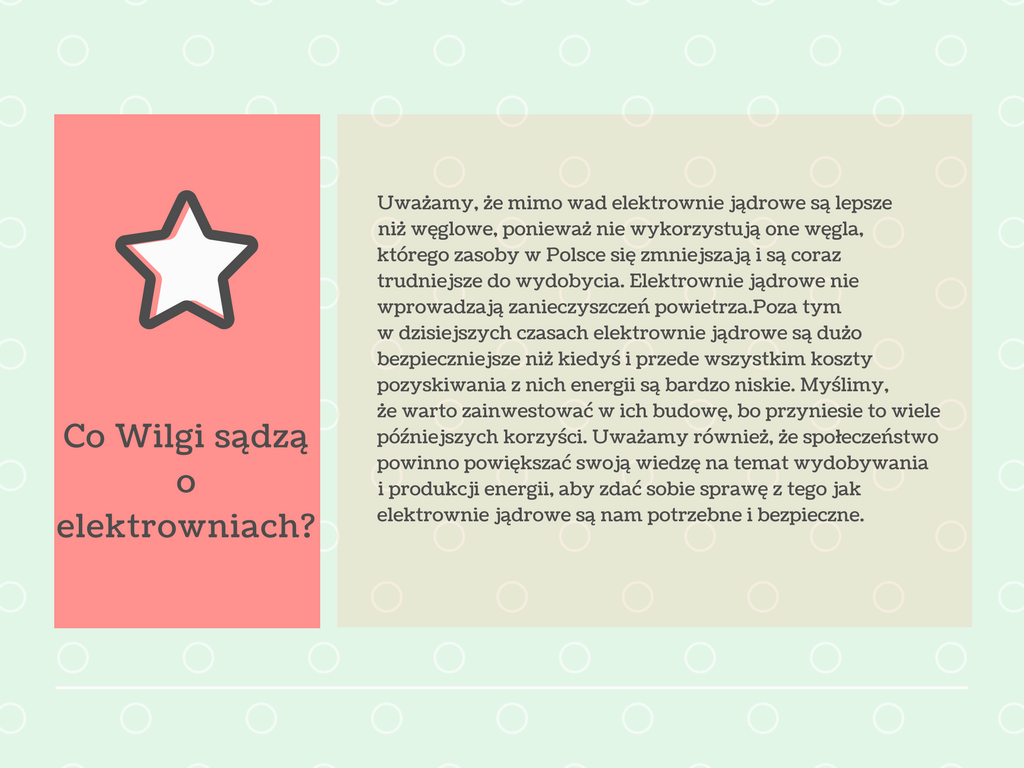 Co Wilgi sądzą
o
elektrowniach?
Uważamy, że mimo wad elektrownie jądrowe są lepsze
niż węglowe, ponieważ nie wykorzystują one węgla,
którego zasoby w Polsce się zmniejszają i są coraz
trudniejsze do wydobycia. Elektrownie jądrowe nie
wprowadzają zanieczyszczeń powietrza.Poza tym
w dzisiejszych czasach elektrownie jądrowe są dużo
bezpieczniejsze niż kiedyś i przede wszystkim koszty
pozyskiwania z nich energii są bardzo niskie. Myślimy,
że warto zainwestować w ich budowę, bo przyniesie to wiele
późniejszych korzyści. Uważamy również, że społeczeństwo
powinno powiększać swoją wiedzę na temat wydobywania
i produkcji energii, aby zdać sobie sprawę z tego jak
elektrownie jądrowe są nam potrzebne i bezpieczne.